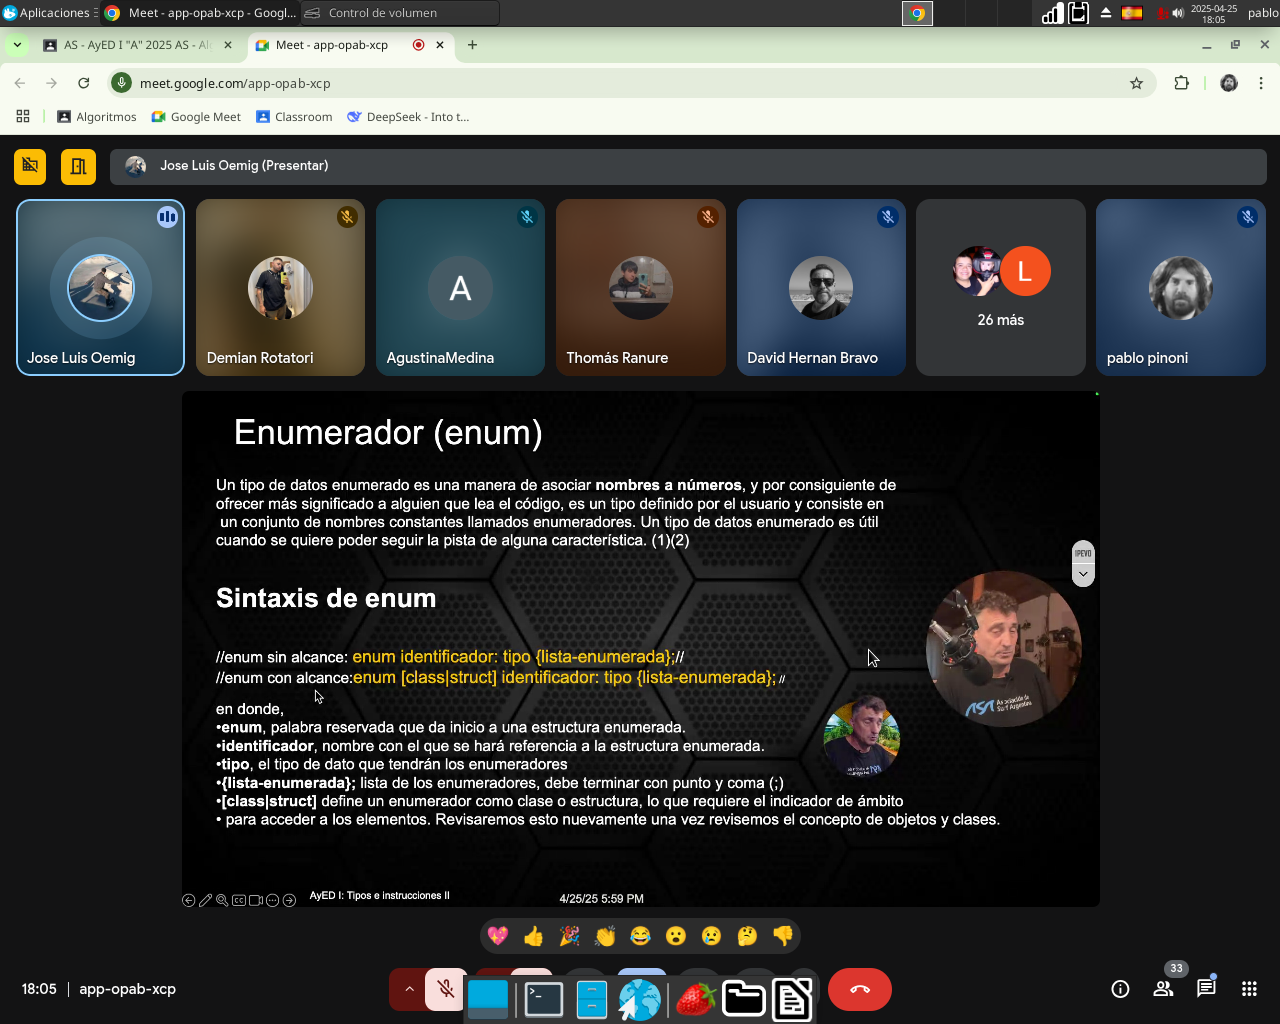 Aplicaciones
Meet - app-opab-xcp - Googl...
Control de volumen
2025-04-25
18:05
pablo
AS - AyED I "A" 2025 AS - Al
Meet - app-opab-xcp
meet.google.com/app-opab-xcp
Algoritmos
Google Meet
Classroom
DeepSeek - Into t...
Jose Luis Oemig (Presentar)
A
L
26 más
Jose Luis Oemig
Demian Rotatori
AgustinaMedina
Thomás Ranure
David Hernan Bravo
pablo pinoni
Enumerador (enum)
Un tipo de datos enumerado es una manera de asociar nombres a números, y por consiguiente de
ofrecer más significado a alguien que lea el código, es un tipo definido por el usuario y consiste en
un conjunto de nombres constantes llamados enumeradores. Un tipo de datos enumerado es útil
cuando se quiere poder seguir la pista de alguna característica. (1)(2)
IPEVO
Sintaxis de enum
//enum sin alcance: enum identificador: tipo {lista-enumerada};//
//enum con alcance:enum [class|struct] identificador: tipo {lista-enumerada}; //
en donde,
•enum, palabra reservada que da inicio a una estructura enumerada.
•identificador, nombre con el que se hará referencia a la estructura enumerada.
•tipo, el tipo de dato que tendrán los enumeradores
•{lista-enumerada}; lista de los enumeradores, debe terminar con punto y coma (;)
•[class|struct] define un enumerador como clase o estructura, lo que requiere el indicador de ámbito
• para acceder a los elementos. Revisaremos esto nuevamente una vez revisemos el concepto de objetos y clases.
AyED I: Tipos e instrucciones II
4/25/25 5:59 PM
18:05 | app-opab-xcp
33